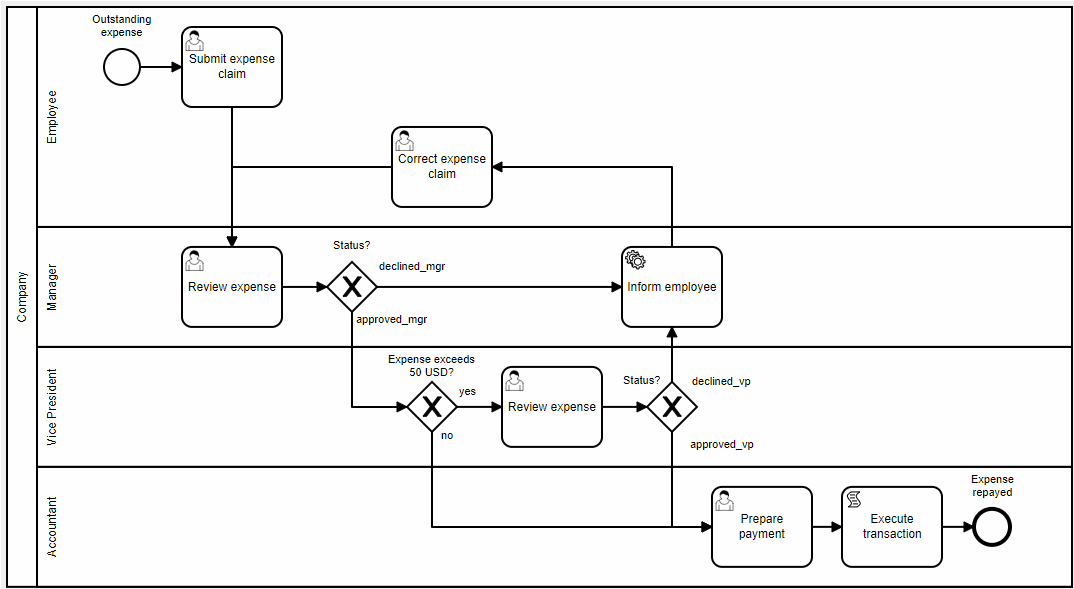 Company
Employee
Outstanding
expense
Submit expense
claim
Correct expense
claim
Manager
Review expense
Status?
declined_mgr
approved_mgr
Inform employee
Vice President
Expense exceeds
50 USD?
yes
no
Review expense
Status?
declined_vp
approved_vp
Accountant
Prepare
payment
Execute
transaction
Expense
repayed